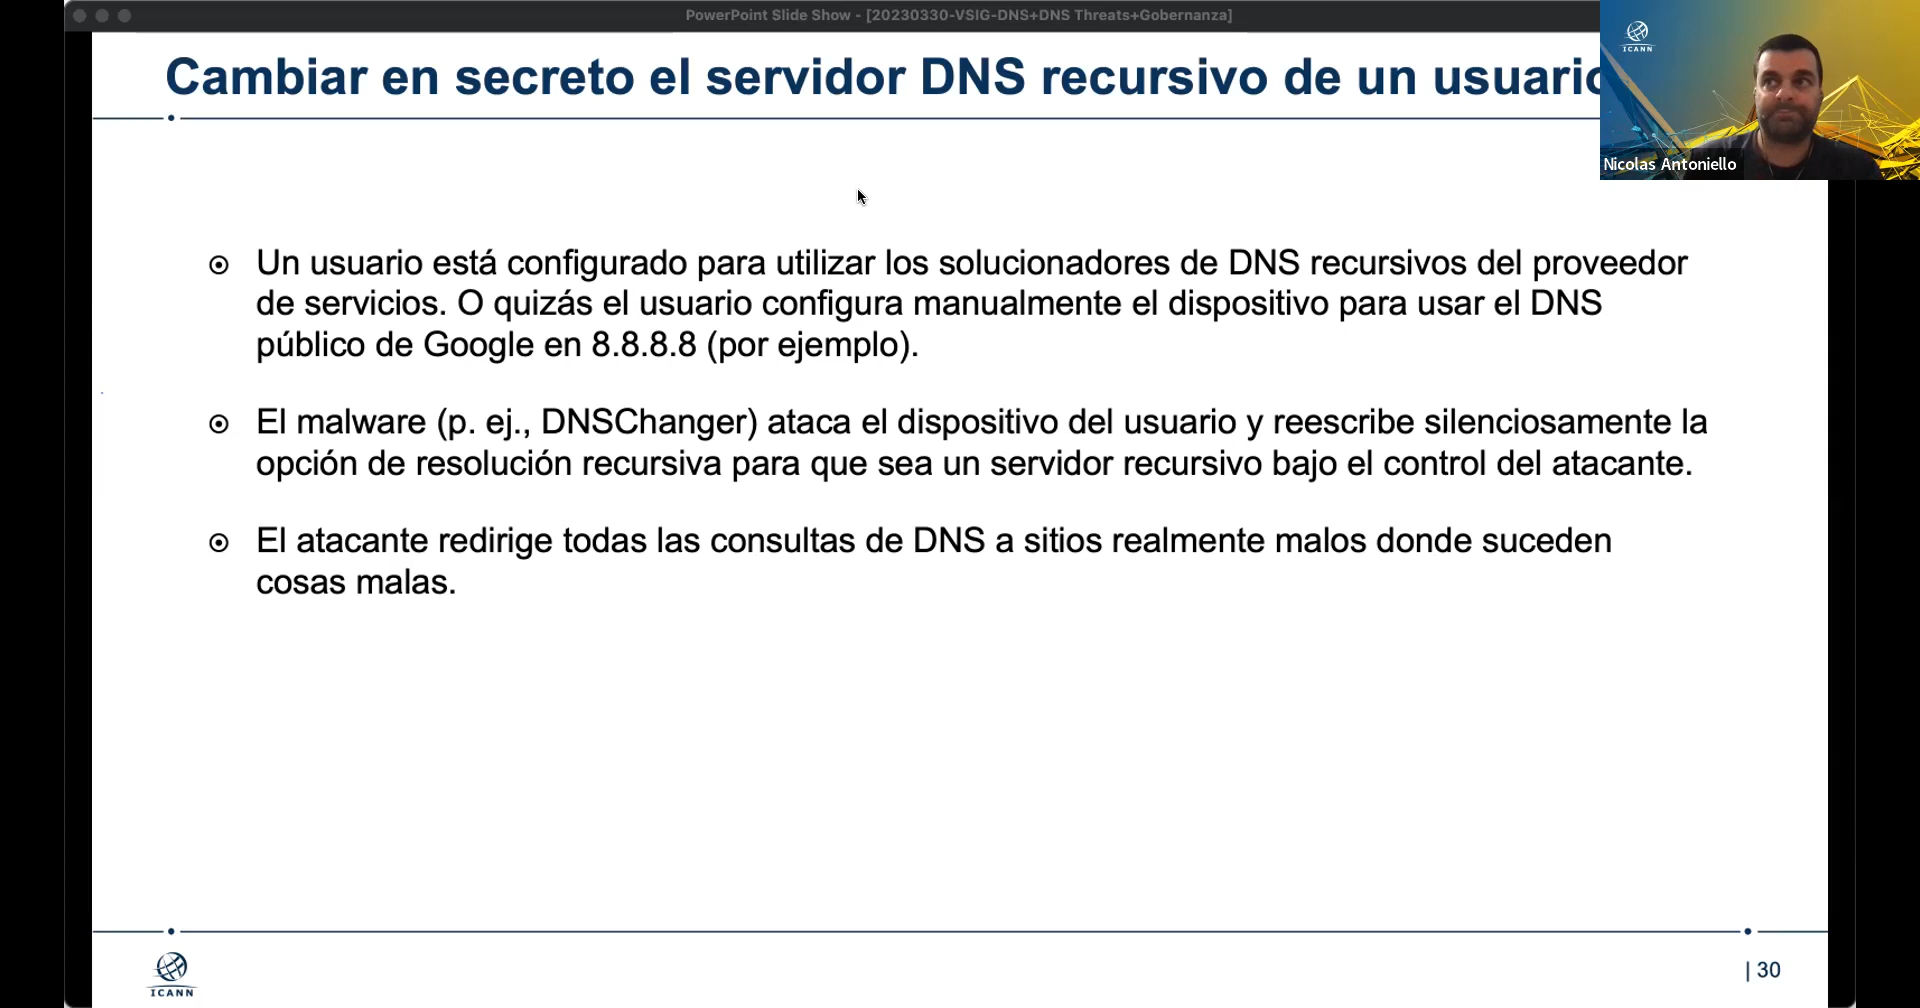 PowerPoint Slide Show - [20230330-VSIG-DNS+DNS Threats+Gobernanza]
Cambiar en secreto el servidor DNS recursivo de un usuario
ICANN
Nicolas Antoniello
Un usuario está configurado para utilizar los solucionadores de DNS recursivos del proveedor
de servicios. O quizás el usuario configura manualmente el dispositivo para usar el DNS
público de Google en 8.8.8.8 (por ejemplo).
El malware (p. ej., DNSChanger) ataca el dispositivo del usuario y reescribe silenciosamente la
opción de resolución recursiva para que sea un servidor recursivo bajo el control del atacante.
El atacante redirige todas las consultas de DNS a sitios realmente malos donde suceden
cosas malas.
ICANN
| 30